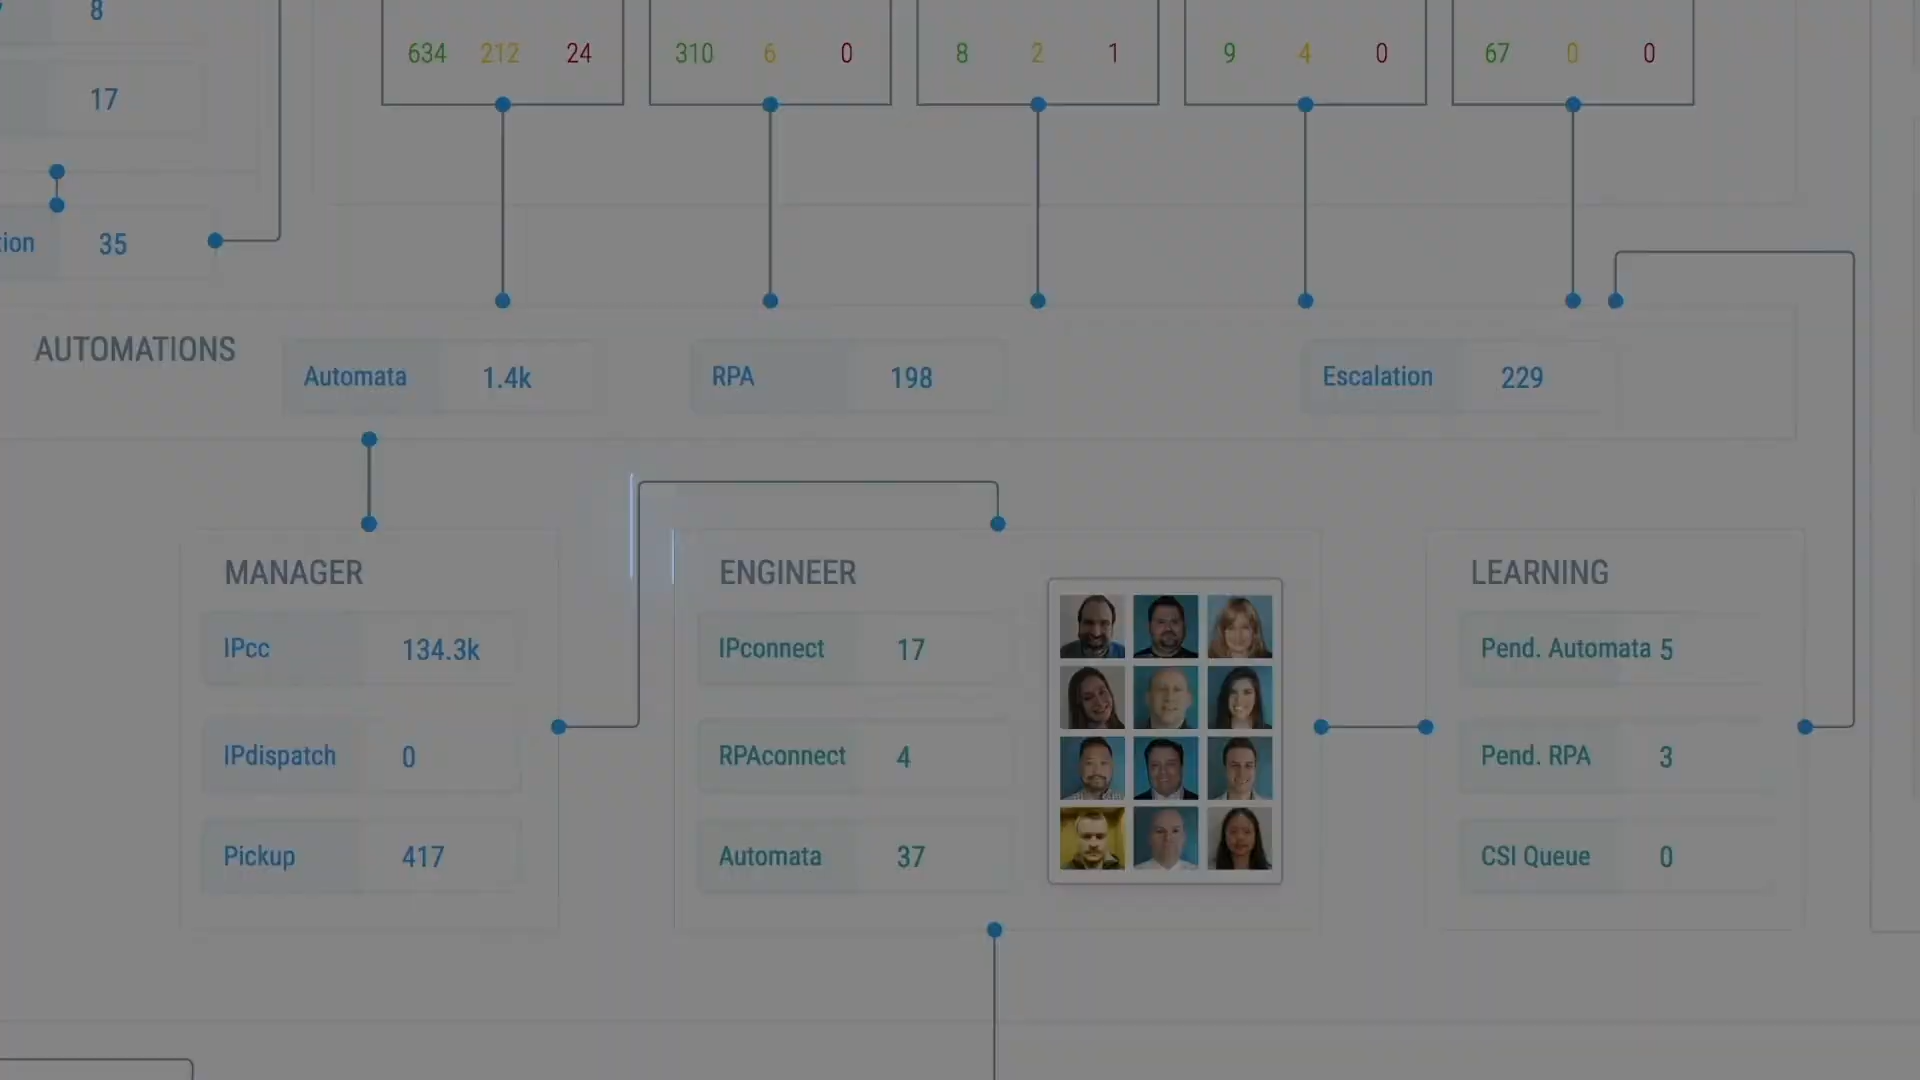 8
634 212 24
310 6 0
8 2 1
9 4 0
67 0 0
17
tion 35
AUTOMATIONS
Automata 1.4k
RPA 198
Escalation 229
MANAGER
IPcc 134.3k
IPdispatch 0
Pickup 417
ENGINEER
IPconnect 17
RPAconnect 4
Automata 37
LEARNING
Pend. Automata 5
Pend. RPA 3
CSI Queue 0